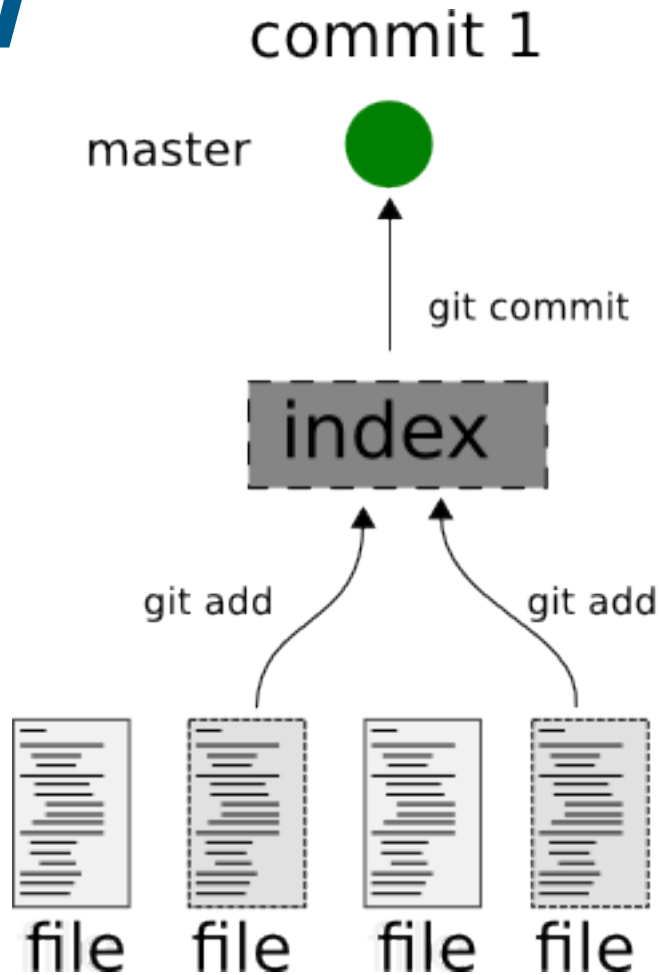 commit 1
master
git commit
index
git add git add
file file file file